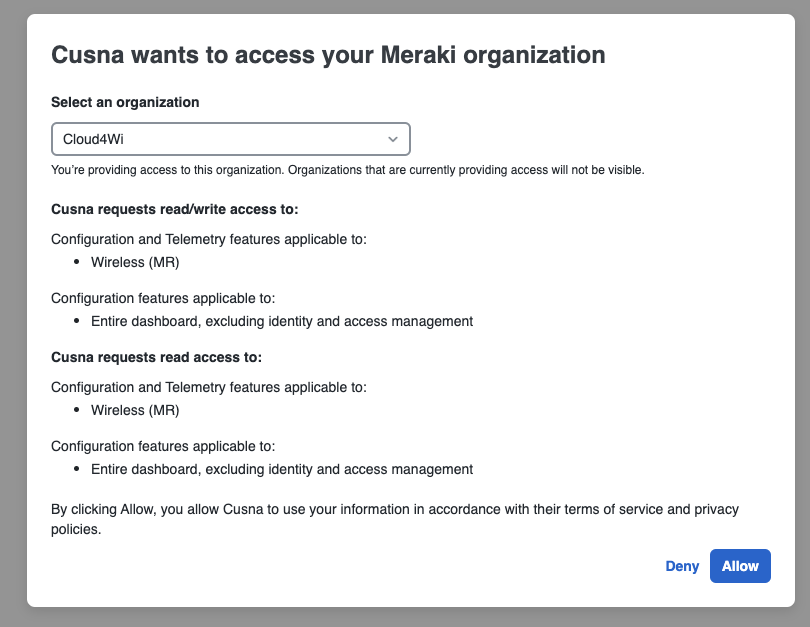 Cusna wants to access your Meraki organization
Select an organization
Cloud4Wi
You're providing access to this organization. Organizations that are currently providing access will not be visible.
Cusna requests read/write access to:
Configuration and Telemetry features applicable to:
• Wireless (MR)
Configuration features applicable to:
• Entire dashboard, excluding identity and access management
Cusna requests read access to:
Configuration and Telemetry features applicable to:
• Wireless (MR)
Configuration features applicable to:
• Entire dashboard, excluding identity and access management
By clicking Allow, you allow Cusna to use your information in accordance with their terms of service and privacy
policies.
Deny Allow